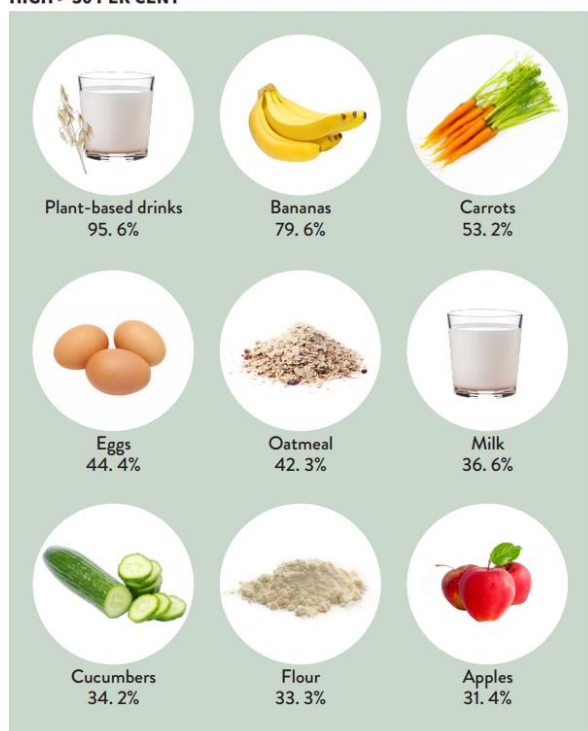 Plant-based drinks
95. 6%
Bananas
79. 6%
Carrots
53. 2%
Eggs
44. 4%
Oatmeal
42. 3%
Milk
36. 6%
Cucumbers
34. 2%
Flour
33. 3%
Apples
31. 4%